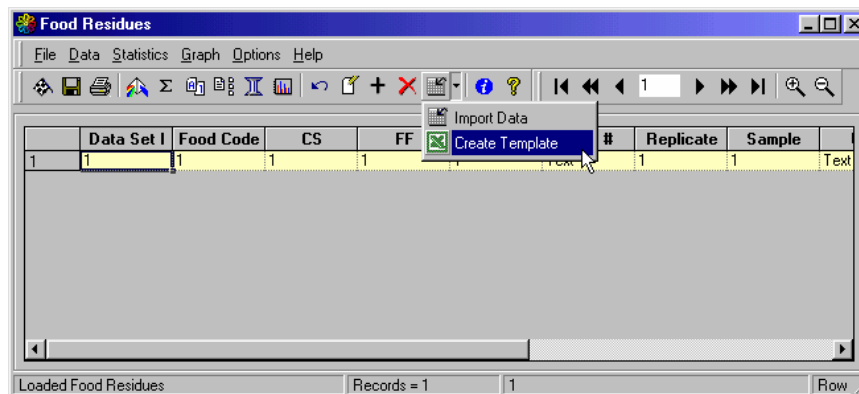 Food Residues
File Data Statistics Graph Options Help
1
Import Data
Create Template
Data Set I Food Code CS FF # Replicate Sample
1 1 1 1 1 1 1 Text
Loaded Food Residues Records = 1 1 Row